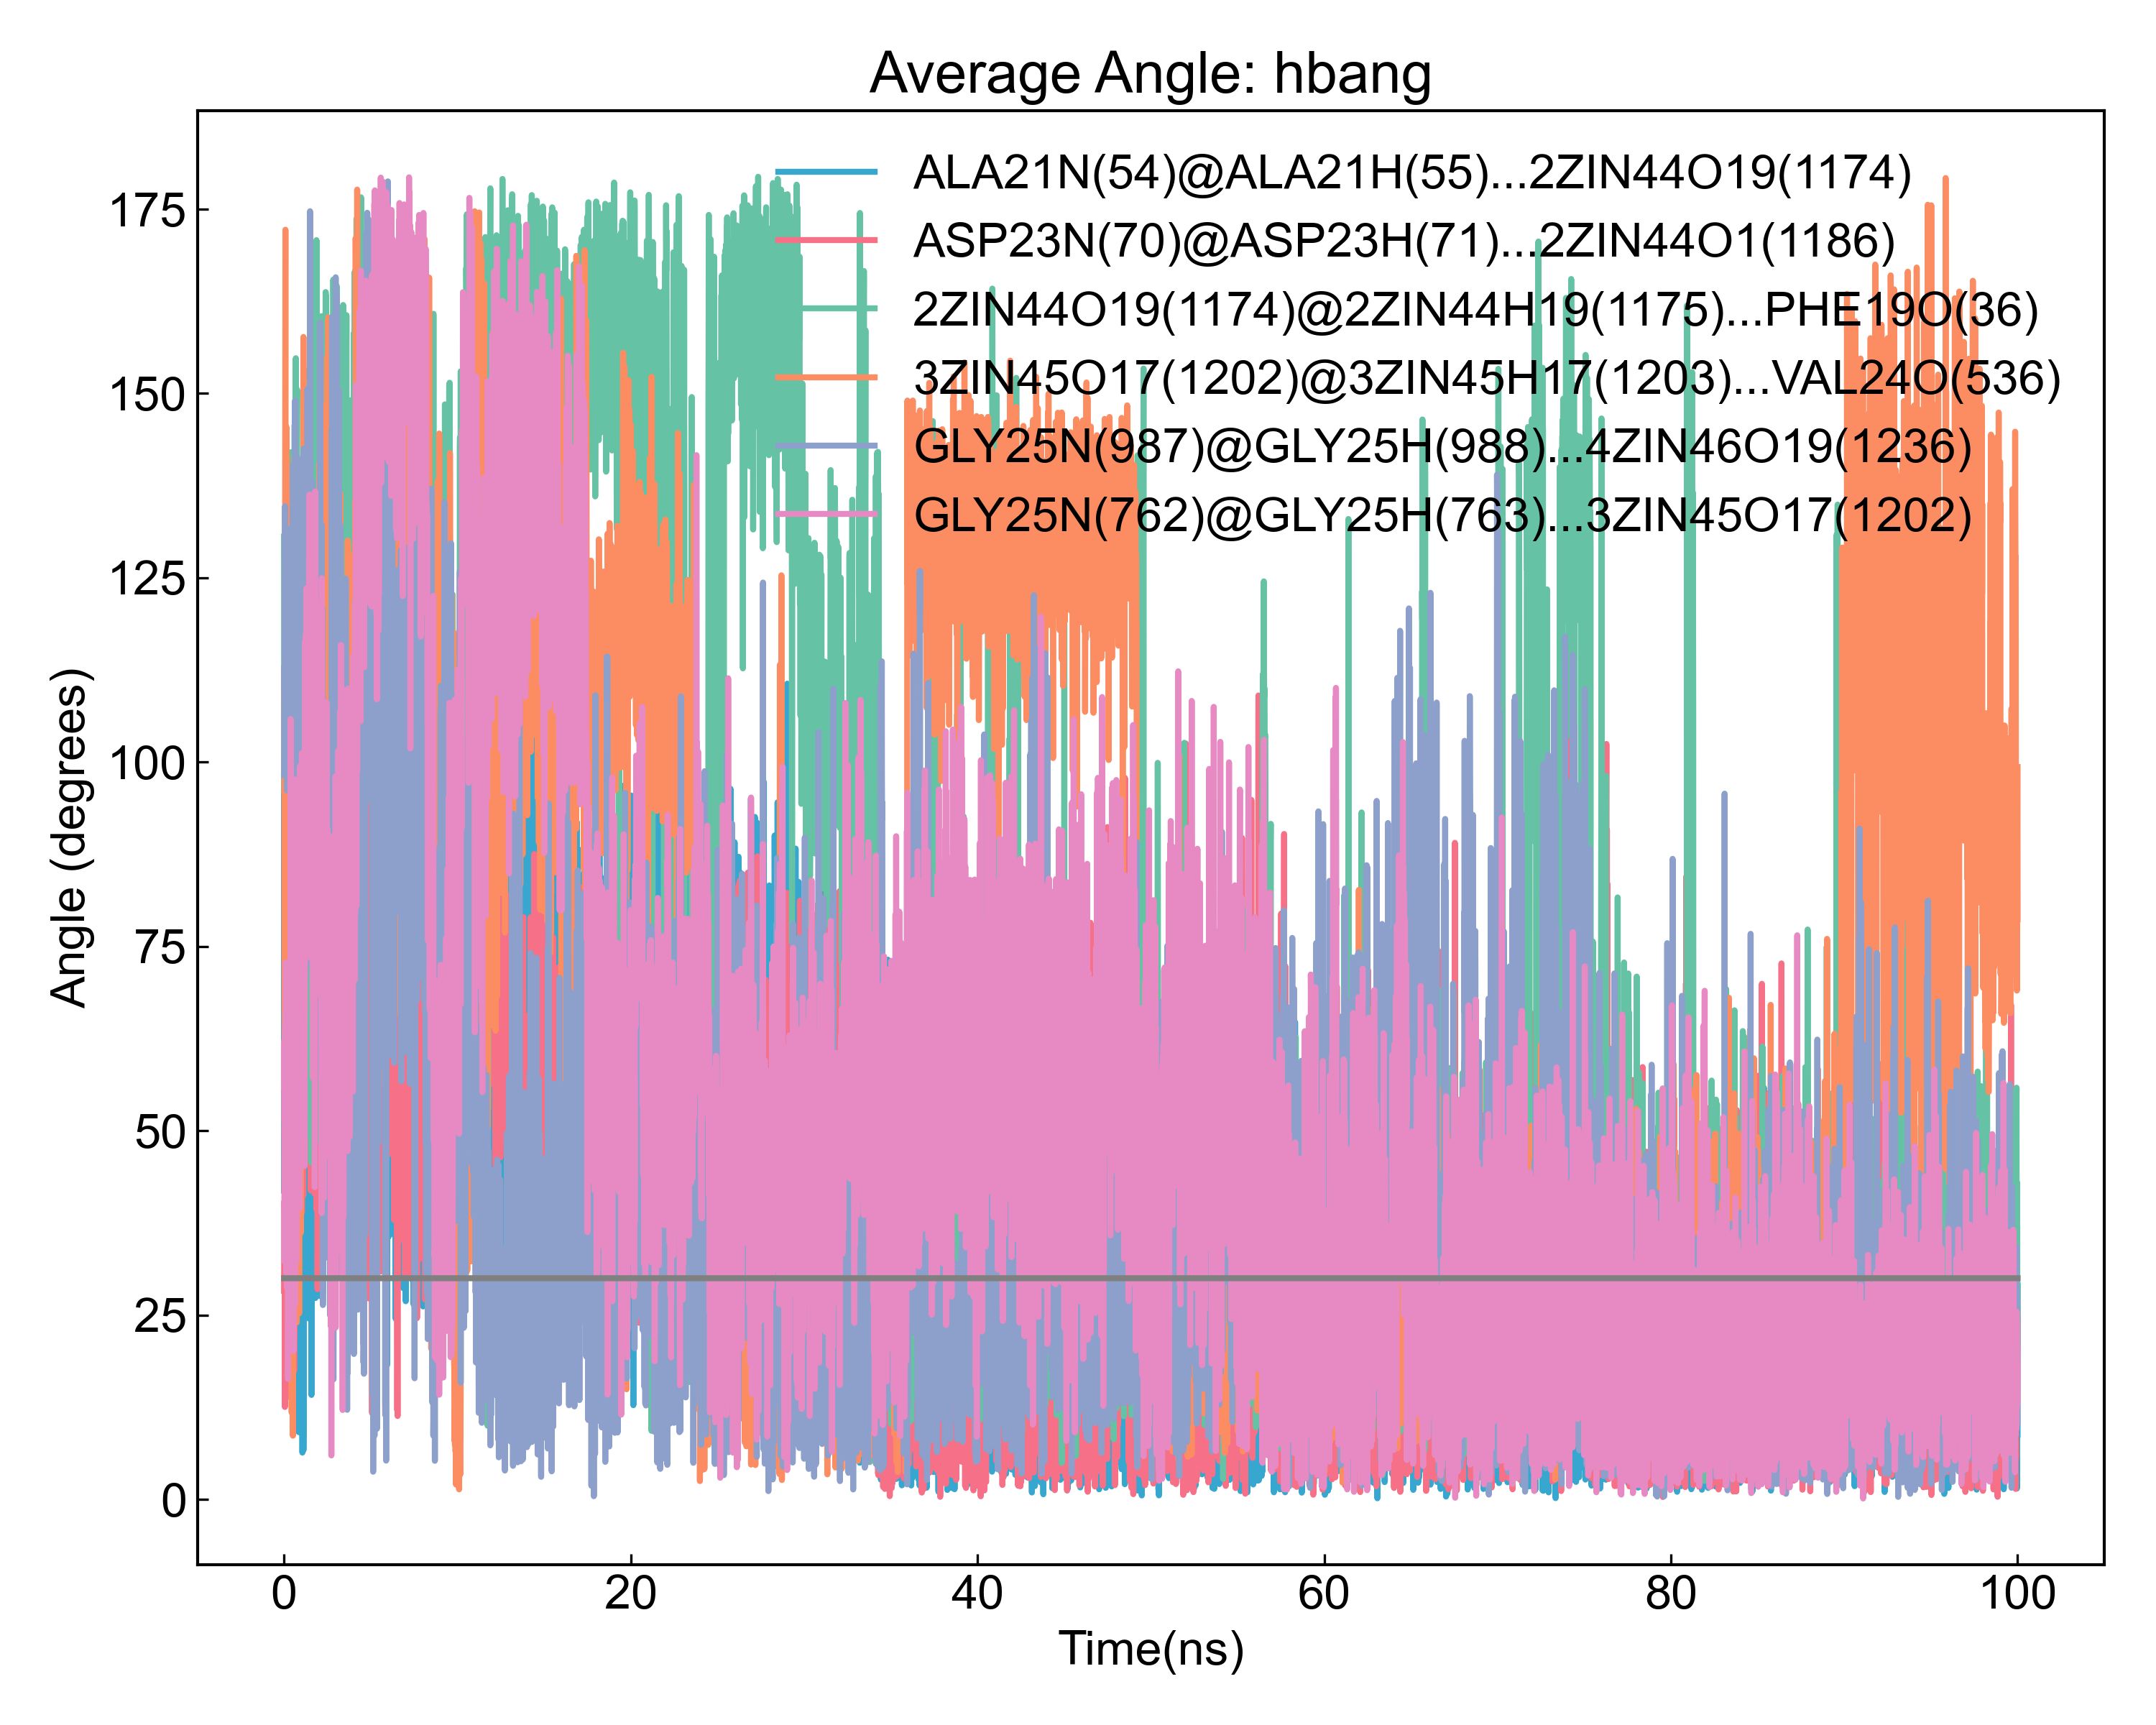 Average Angle: hbang
ALA21N(54)@ALA21H(55)...2ZIN44O19(1174)
ASP23N(70)@ASP23H(71)...2ZIN44O1(1186)
2ZIN44O19(1174)@2ZIN44H19(1175)...PHE19O(36)
3ZIN45O17(1202)@3ZIN45H17(1203)...VAL24O(536)
GLY25N(987)@GLY25H(988)...4ZIN46O19(1236)
GLY25N(762)@GLY25H(763)...3ZIN45O17(1202)
Angle (degrees)
175
150
125
100
75
50
25
0
0 20 40 60 80 100
Time(ns)